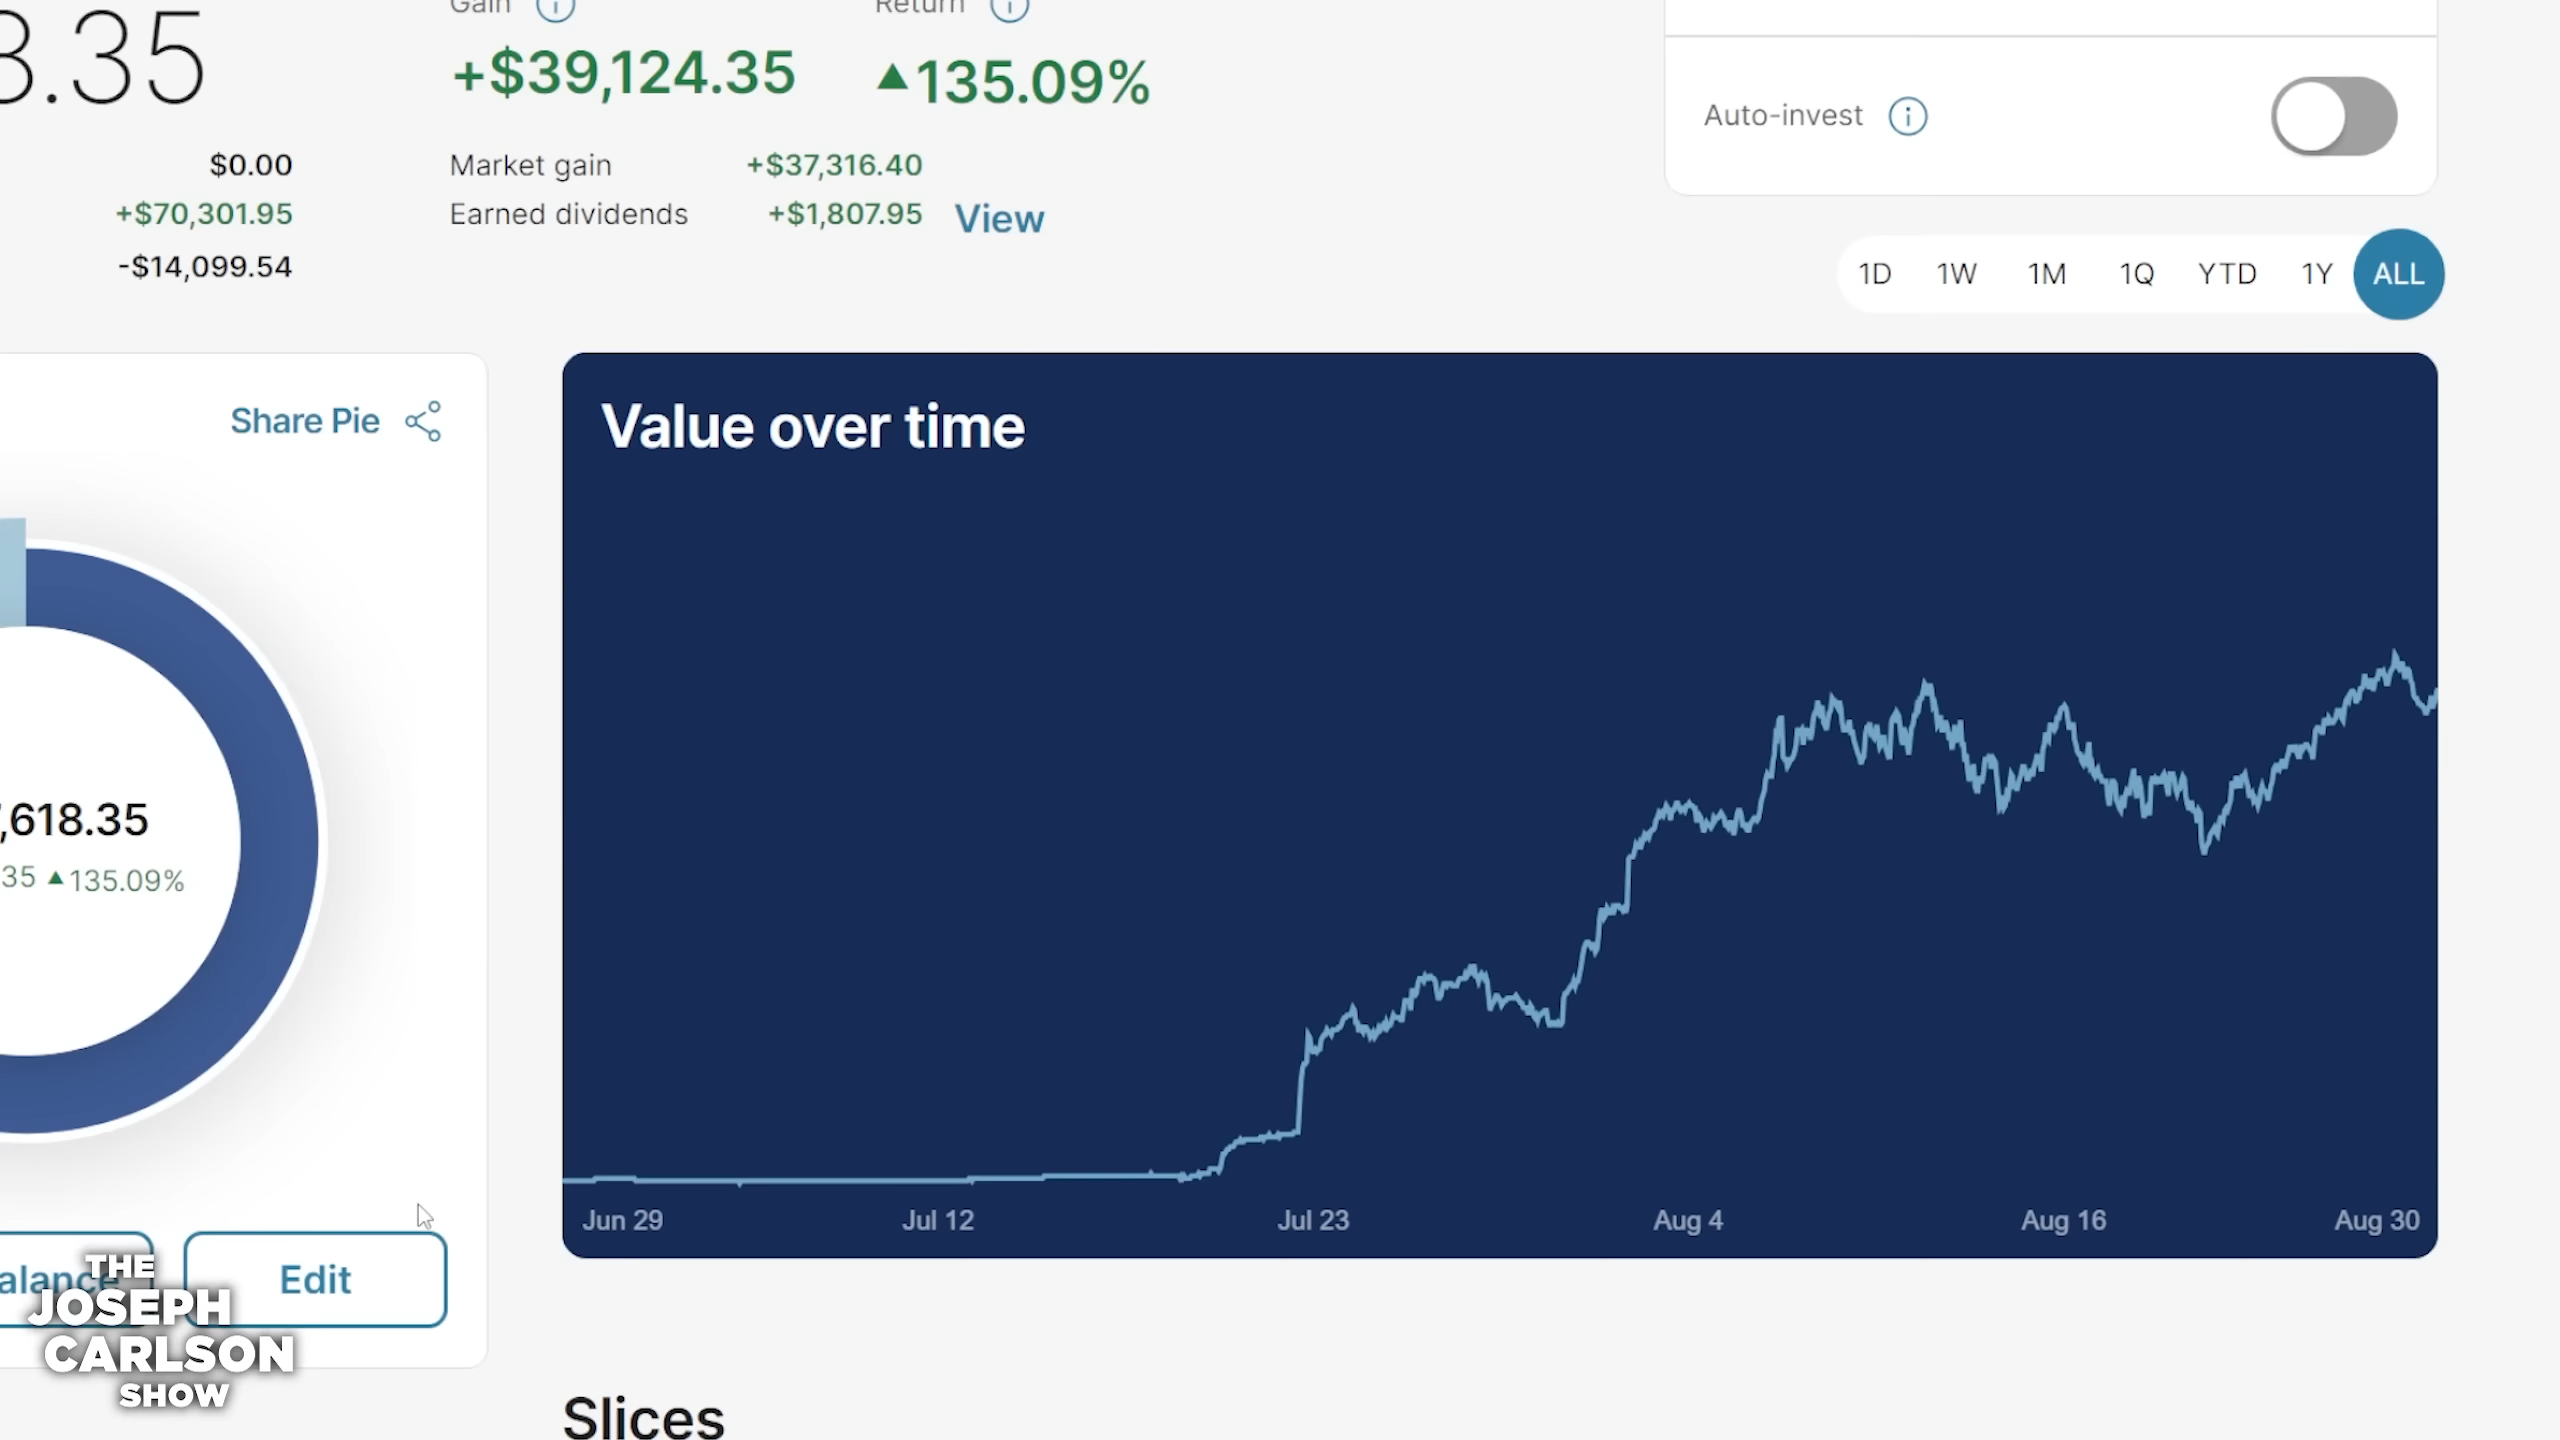 8.35
Gain
Return
+$39,124.35
135.09%
$0.00
+$70,301.95
-$14,099.54
Market gain
+$37,316.40
Earned dividends
+$1,807.95
View
Auto-invest
1D
1W
1M
1Q
YTD
1Y
ALL
Share Pie
,618.35
35
135.09%
alance
Edit
Value over time
Jun 29
Jul 12
Jul 23
Aug 4
Aug 16
Aug 30
Slices
THE
JOSEPH
CARLSON
SHOW